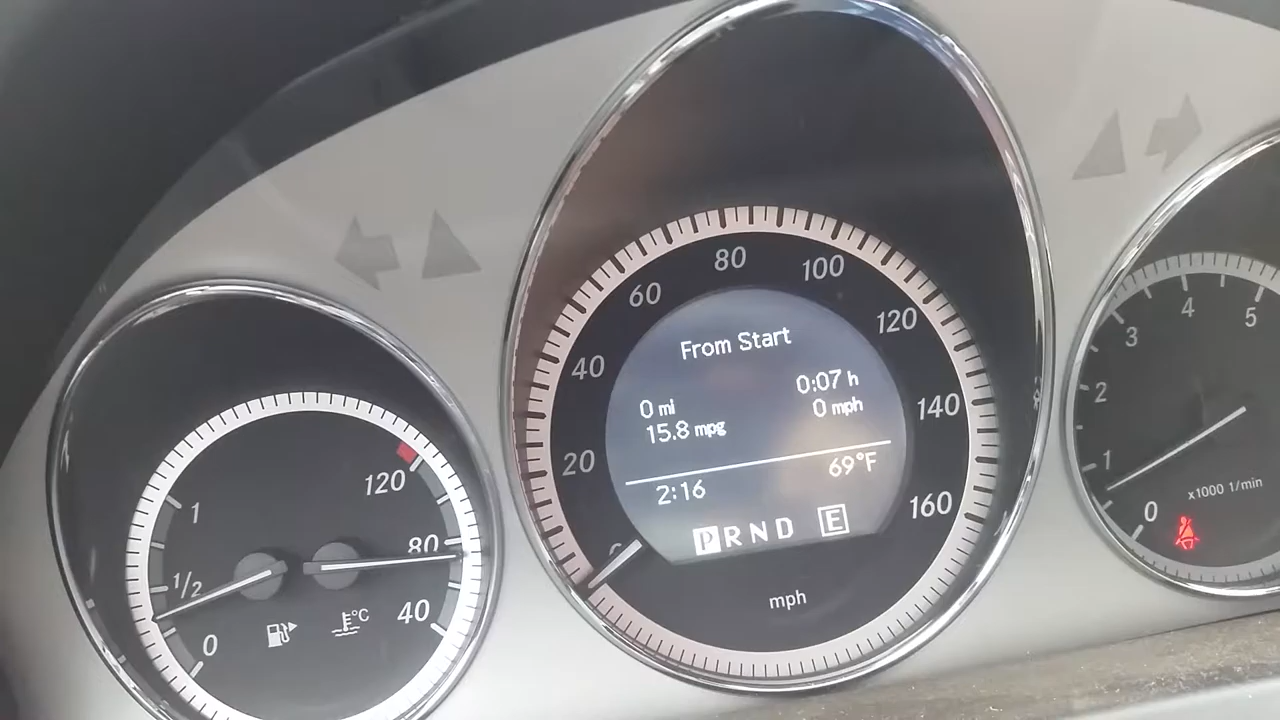 1
1/2
0
120
80
40
°C
0
20
40
60
80
100
120
140
160
mph
From Start
0:07 h
0 mi
0 mph
15.8 mpg
69°F
2:16
P R N D E
0
1
2
3
4
5
x1000 1/min